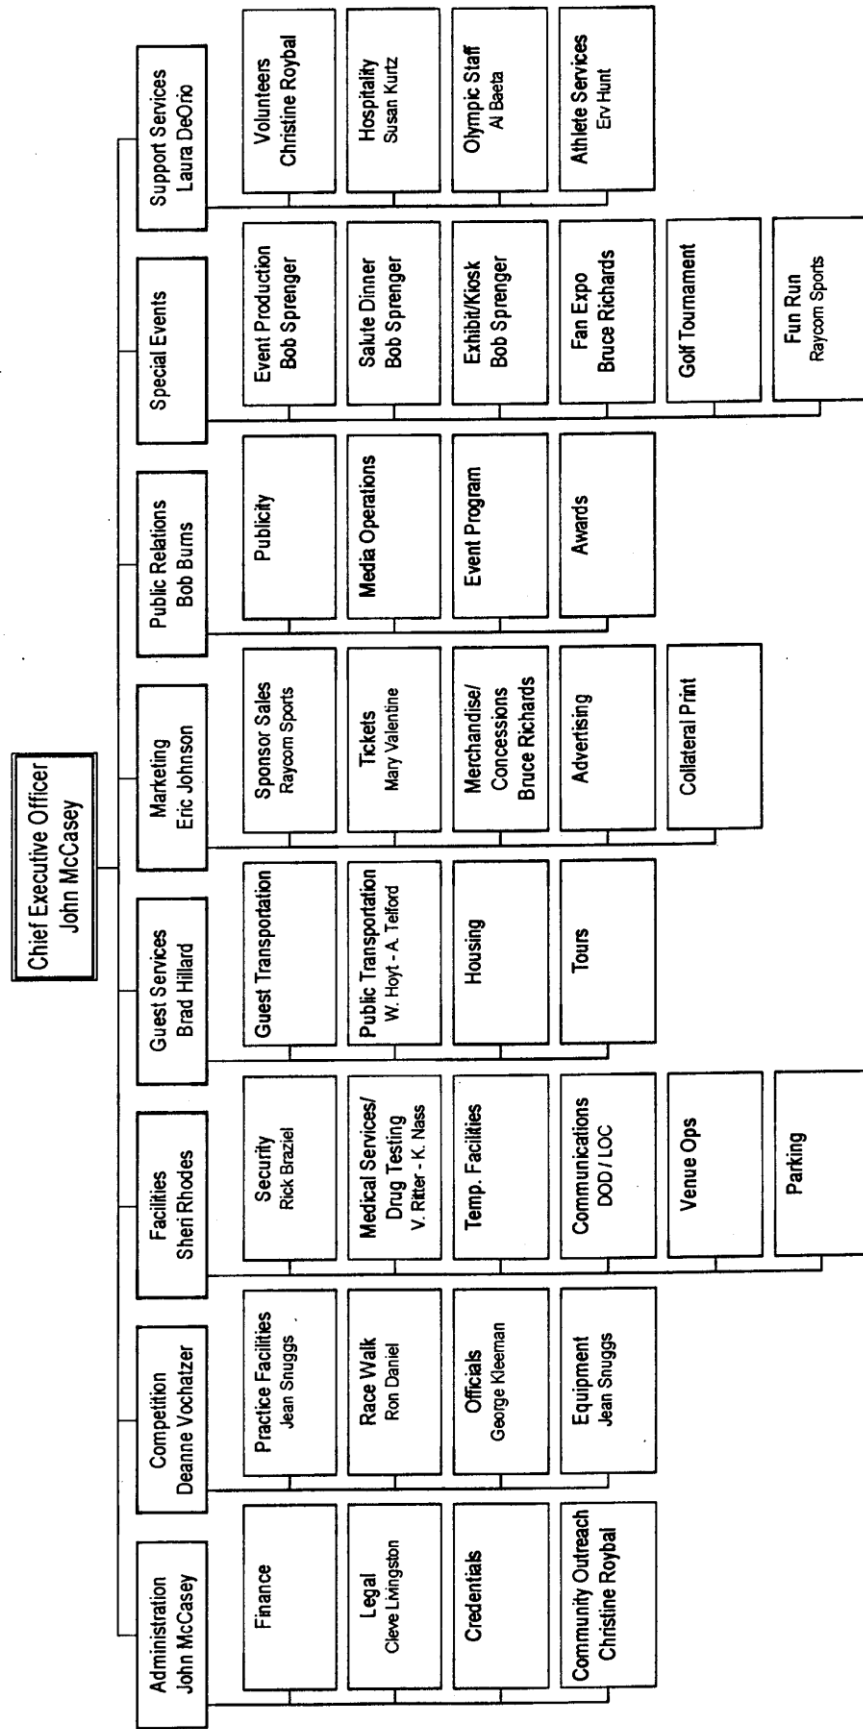 Chief Executive Officer
John McCasey
Administration
John McCasey
Finance
Legal
Cleve Livingston
Credentials
Community Outreach
Christine Roybal
Competition
Deanne Vochatzer
Practice Facilities
Jean Snuggs
Race Walk
Ron Daniel
Officials
George Kleeman
Equipment
Jean Snuggs
Facilities
Sheri Rhodes
Security
Rick Braziel
Medical Services/
Drug Testing
V. Ritter - K. Nass
Temp. Facilities
Communications
DOD / LOC
Venue Ops
Parking
Guest Services
Brad Hillard
Guest Transportation
Public Transportation
W. Hoyt - A. Telford
Housing
Tours
Marketing
Eric Johnson
Sponsor Sales
Raycom Sports
Tickets
Mary Valentine
Merchandise/
Concessions
Bruce Richards
Advertising
Collateral Print
Public Relations
Bob Burns
Publicity
Media Operations
Event Program
Awards
Special Events
Event Production
Bob Sprenger
Salute Dinner
Bob Sprenger
Exhibit/Kiosk
Bob Sprenger
Fan Expo
Bruce Richards
Golf Tournament
Fun Run
Raycom Sports
Support Services
Laura DeOrio
Volunteers
Christine Roybal
Hospitality
Susan Kurtz
Olympic Staff
Al Baeta
Athlete Services
Erv Hunt